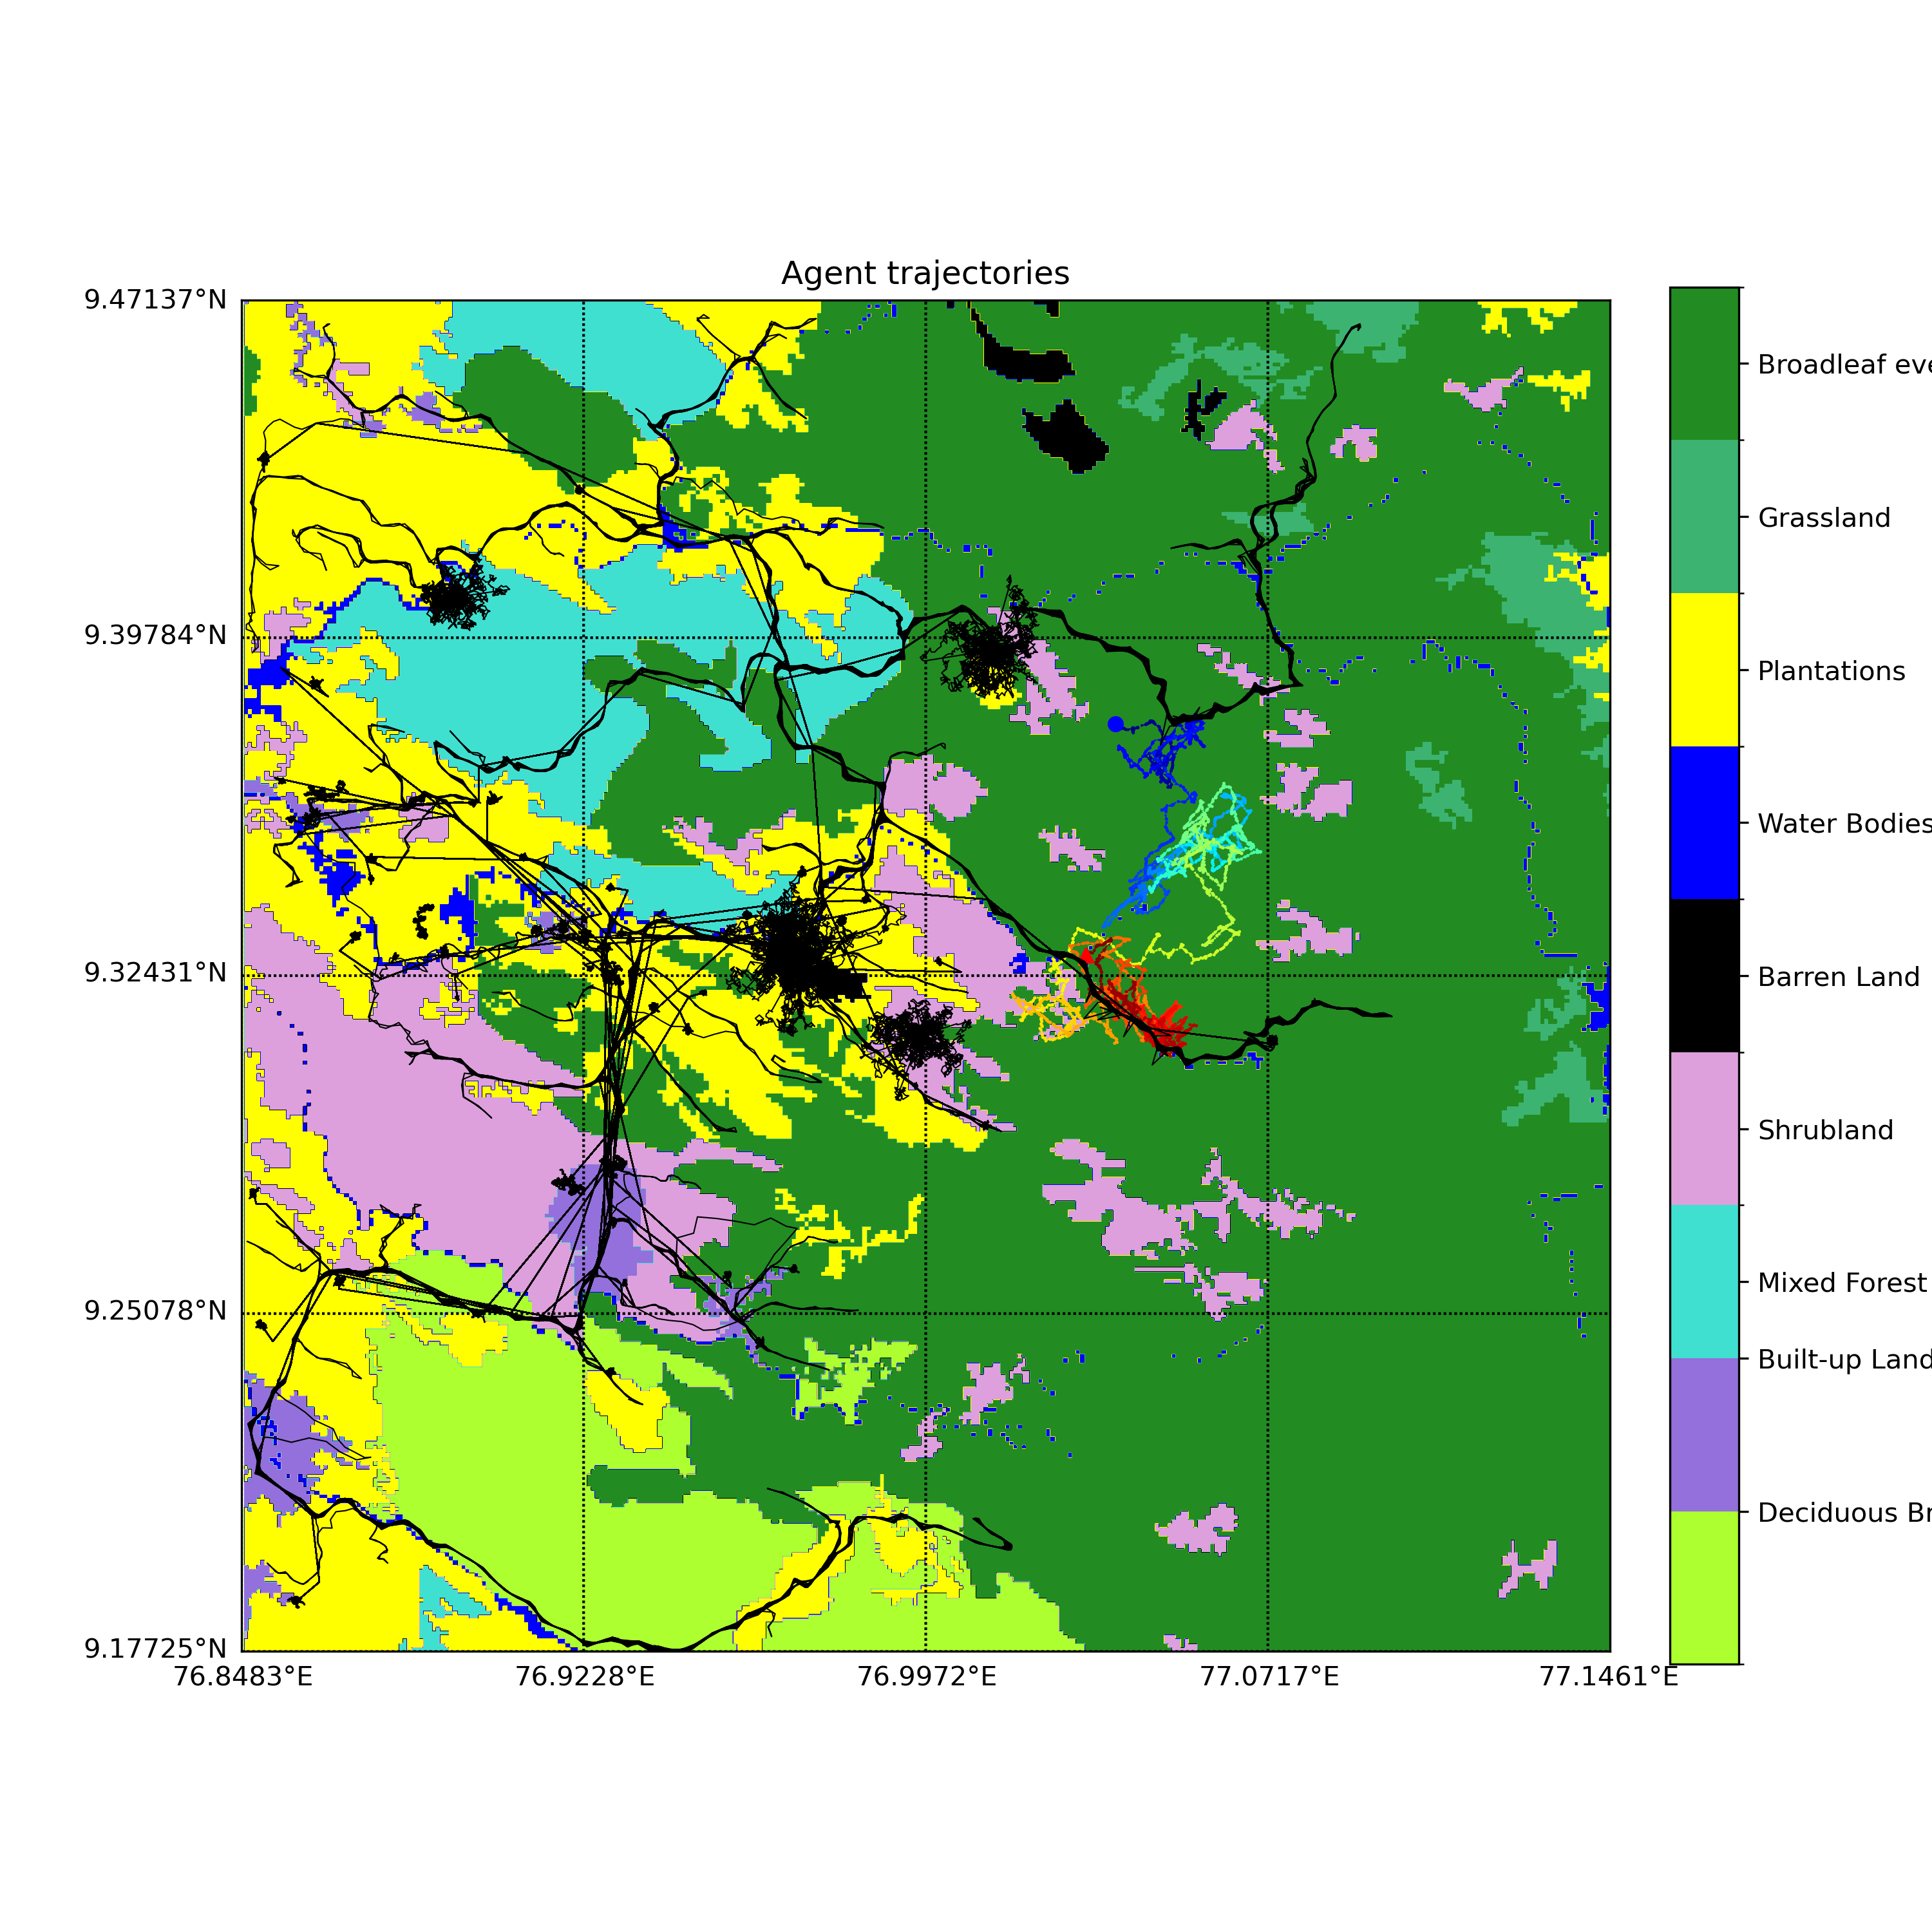 Agent trajectories
9.47137°N
9.39784°N
9.32431°N
9.25078°N
9.17725°N
76.8483°E
76.9228°E
76.9972°E
77.0717°E
77.1461°E
Broadleaf eve
Grassland
Plantations
Water Bodies
Barren Land
Shrubland
Mixed Forest
Built-up Land
Deciduous Br